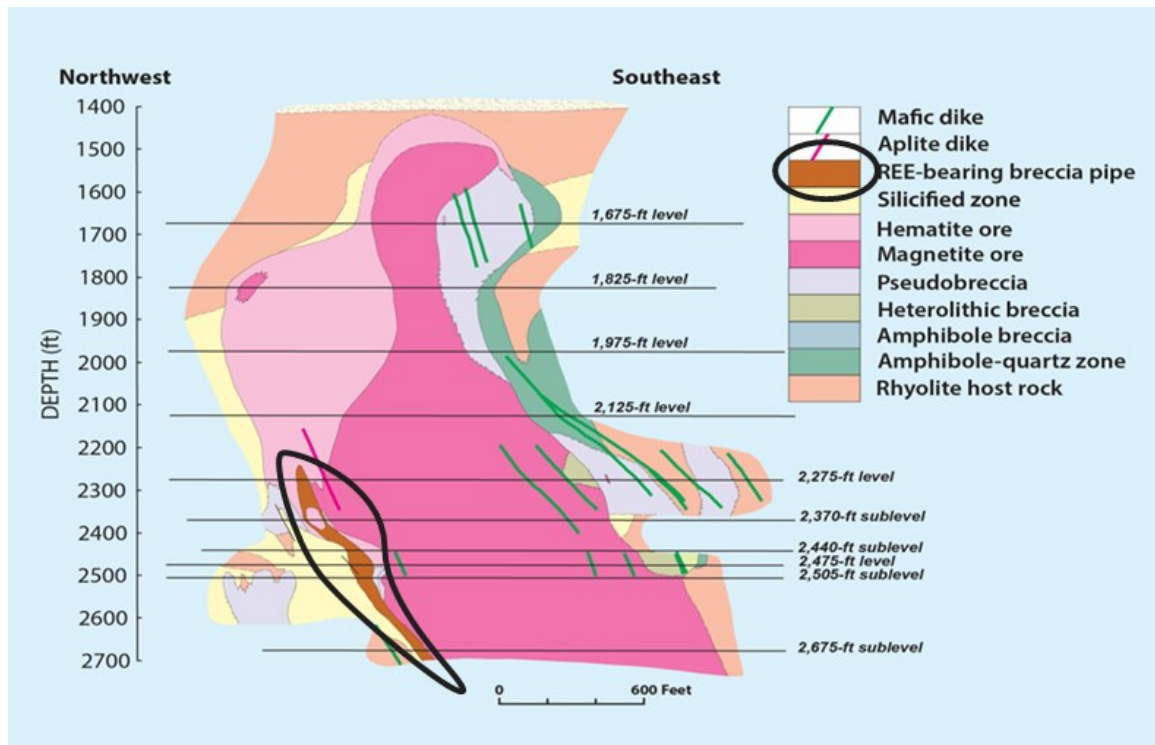 Northwest
Southeast
1400
1500
1600
1700
1800
1900
2000
2100
2200
2300
2400
2500
2600
2700
DEPTH (ft)
1,675-ft level
1,825-ft level
1,975-ft level
2,125-ft level
2,275-ft level
2,370-ft sublevel
2,440-ft sublevel
2,475-ft level
2,505-ft sublevel
2,675-ft sublevel
0 600 Feet
Mafic dike
Aplite dike
REE-bearing breccia pipe
Silicified zone
Hematite ore
Magnetite ore
Pseudobreccia
Heterolithic breccia
Amphibole breccia
Amphibole-quartz zone
Rhyolite host rock